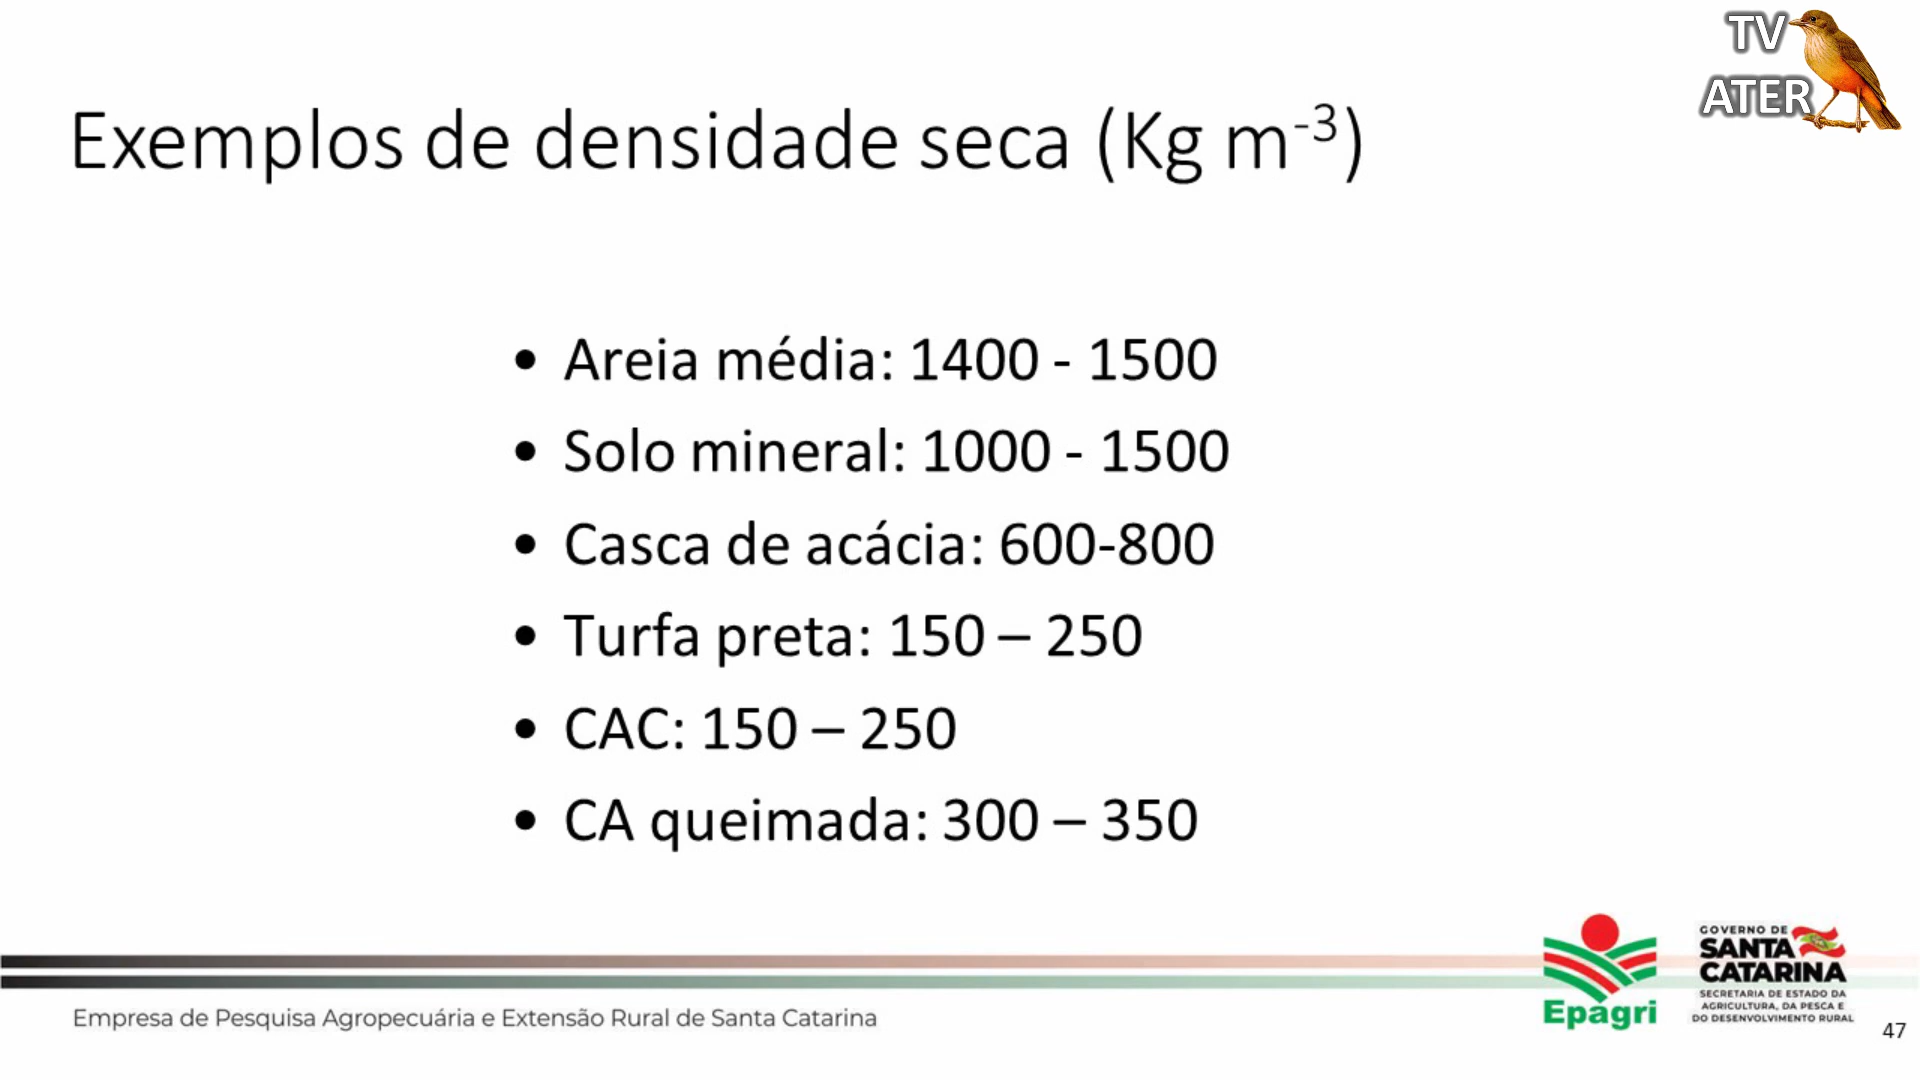 TV
ATER
Exemplos de densidade seca (Kg m⁻³)
• Areia média: 1400 - 1500
• Solo mineral: 1000 - 1500
• Casca de acácia: 600-800
• Turfa preta: 150 – 250
• CAC: 150 – 250
• CA queimada: 300 – 350
Empresa de Pesquisa Agropecuária e Extensão Rural de Santa Catarina
Epagri
GOVERNO DE
SANTA
CATARINA
SECRETARIA DE ESTADO DA
AGRICULTURA, DA PESCA E
DO DESENVOLVIMENTO RURAL
47